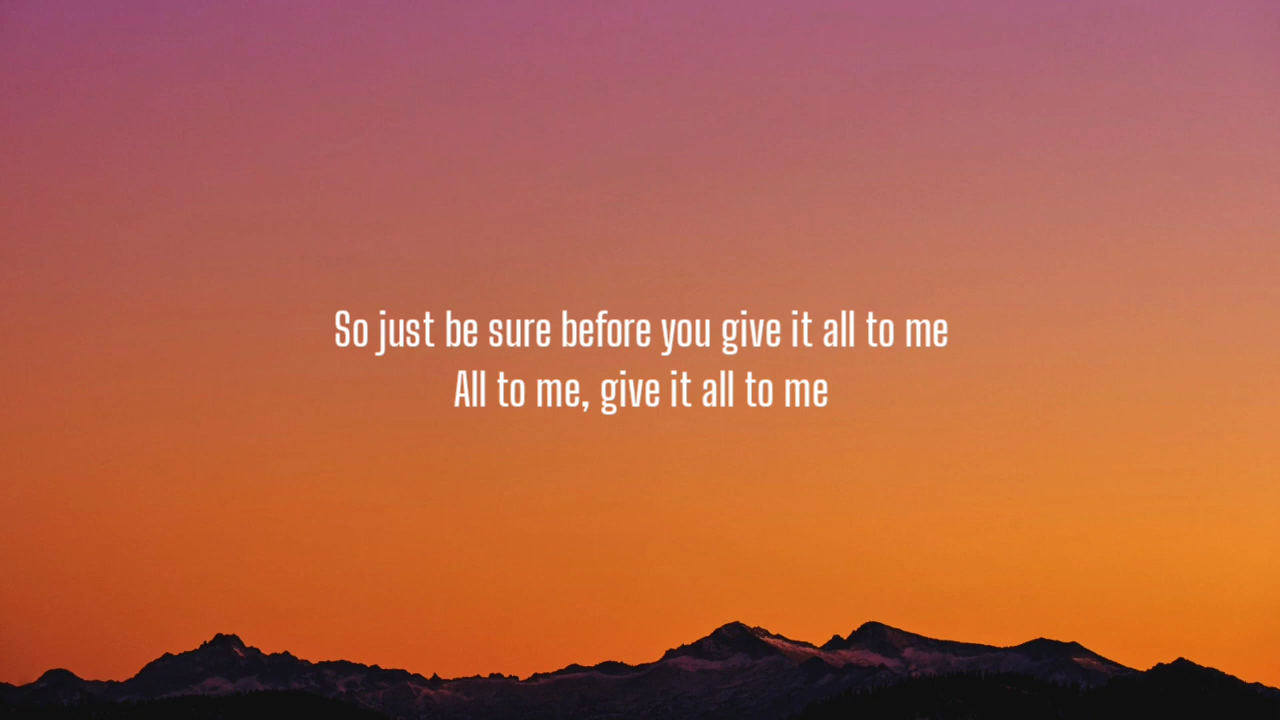 So just be sure before you give it all to me
All to me, give it all to me